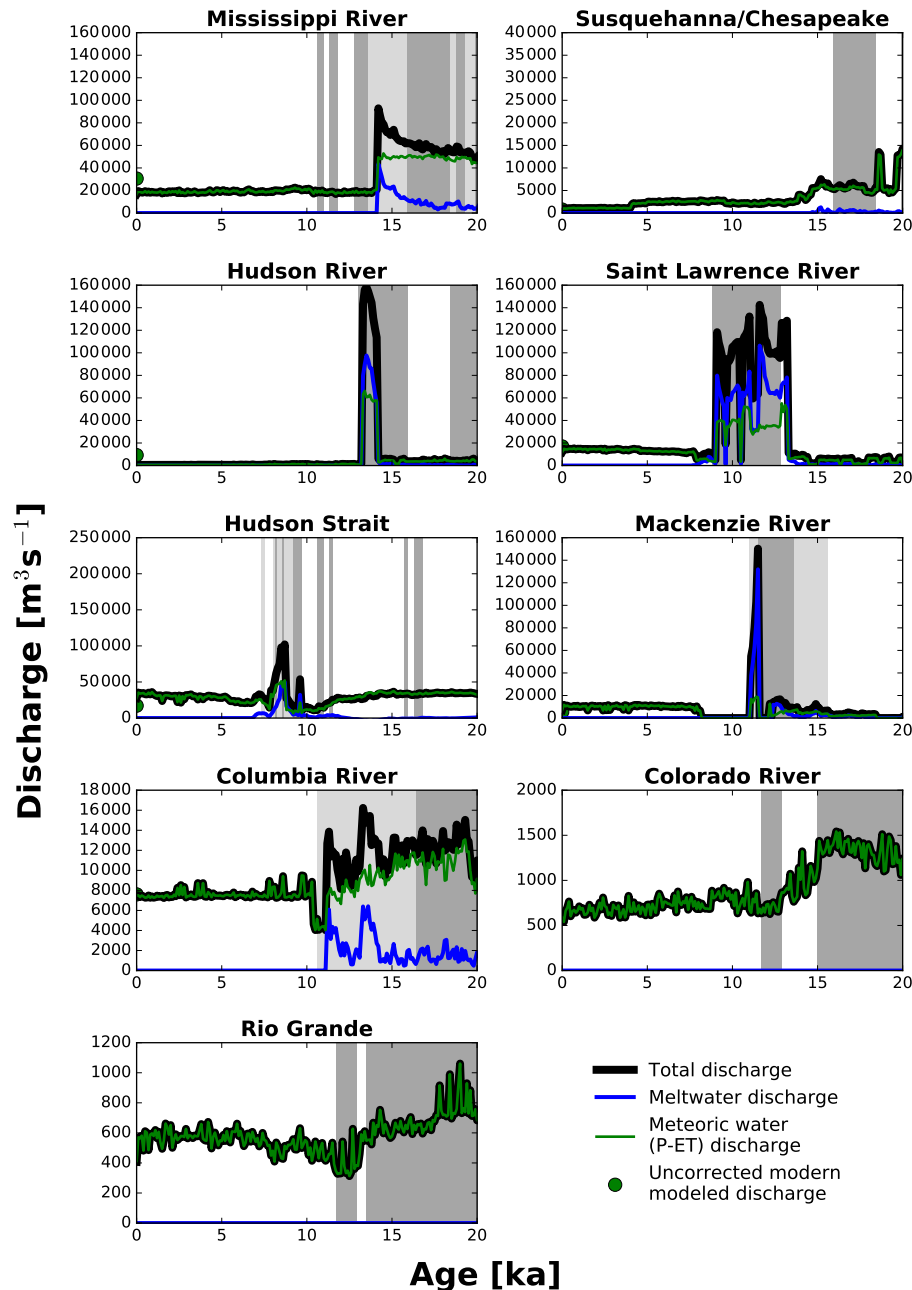 Mississippi River
160000
140000
120000
100000
80000
60000
40000
20000
0
0 5 10 15 20
Susquehanna/Chesapeake
40000
35000
30000
25000
20000
15000
10000
5000
0
0 5 10 15 20
Hudson River
160000
140000
120000
100000
80000
60000
40000
20000
0
0 5 10 15 20
Saint Lawrence River
160000
140000
120000
100000
80000
60000
40000
20000
0
0 5 10 15 20
Hudson Strait
250000
200000
150000
100000
50000
0
0 5 10 15 20
Mackenzie River
160000
140000
120000
100000
80000
60000
40000
20000
0
0 5 10 15 20
Columbia River
18000
16000
14000
12000
10000
8000
6000
4000
2000
0
0 5 10 15 20
Colorado River
2000
1500
1000
500
0
0 5 10 15 20
Rio Grande
1200
1000
800
600
400
200
0
0 5 10 15 20
Total discharge
Meltwater discharge
Meteoric water
(P-ET) discharge
Uncorrected modern
modeled discharge
Discharge [m³s⁻¹]
Age [ka]